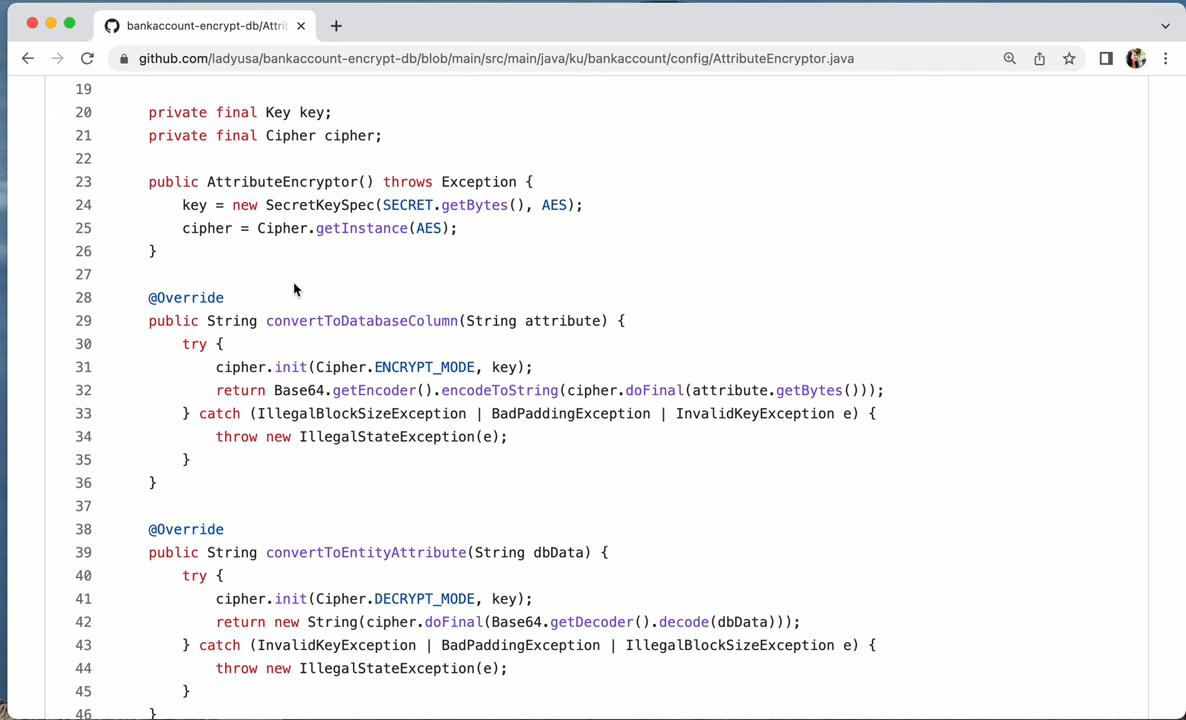 bankaccount-encrypt-db/Attri
github.com/ladyusa/bankaccount-encrypt-db/blob/main/src/main/java/ku/bankaccount/config/AttributeEncryptor.java
19
20 private final Key key;
21 private final Cipher cipher;
22
23 public AttributeEncryptor() throws Exception {
24 key = new SecretKeySpec(SECRET.getBytes(), AES);
25 cipher = Cipher.getInstance(AES);
26 }
27
28 @Override
29 public String convertToDatabaseColumn(String attribute) {
30 try {
31 cipher.init(Cipher.ENCRYPT_MODE, key);
32 return Base64.getEncoder().encodeToString(cipher.doFinal(attribute.getBytes()));
33 } catch (IllegalBlockSizeException | BadPaddingException | InvalidKeyException e) {
34 throw new IllegalStateException(e);
35 }
36 }
37
38 @Override
39 public String convertToEntityAttribute(String dbData) {
40 try {
41 cipher.init(Cipher.DECRYPT_MODE, key);
42 return new String(cipher.doFinal(Base64.getDecoder().decode(dbData)));
43 } catch (InvalidKeyException | BadPaddingException | IllegalBlockSizeException e) {
44 throw new IllegalStateException(e);
45 }
46 }